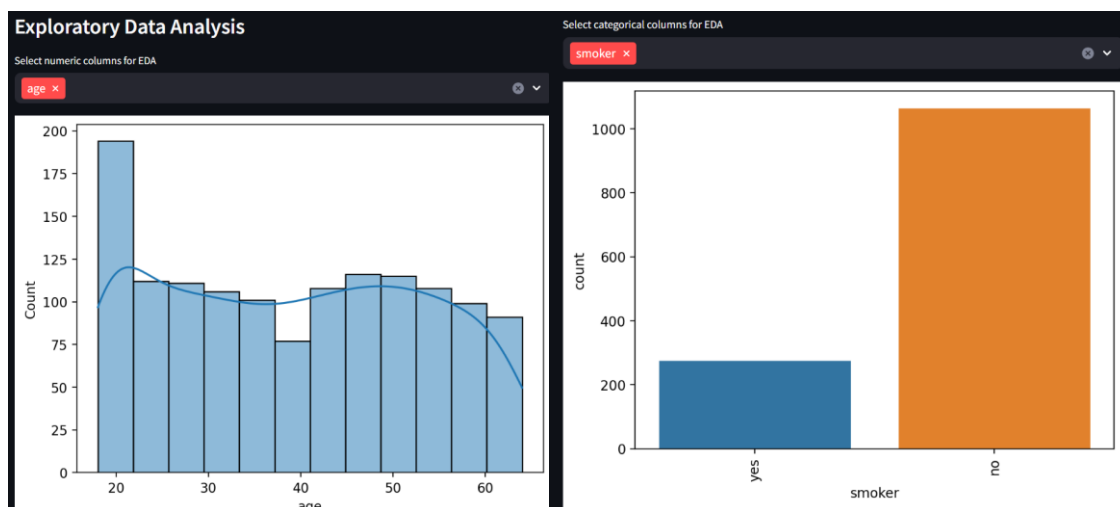 Exploratory Data Analysis
Select numeric columns for EDA
age ×
200
175
150
125
100
75
50
25
0
Count
20 30 40 50 60
age
Select categorical columns for EDA
smoker ×
1000
800
600
400
200
0
count
yes no
smoker